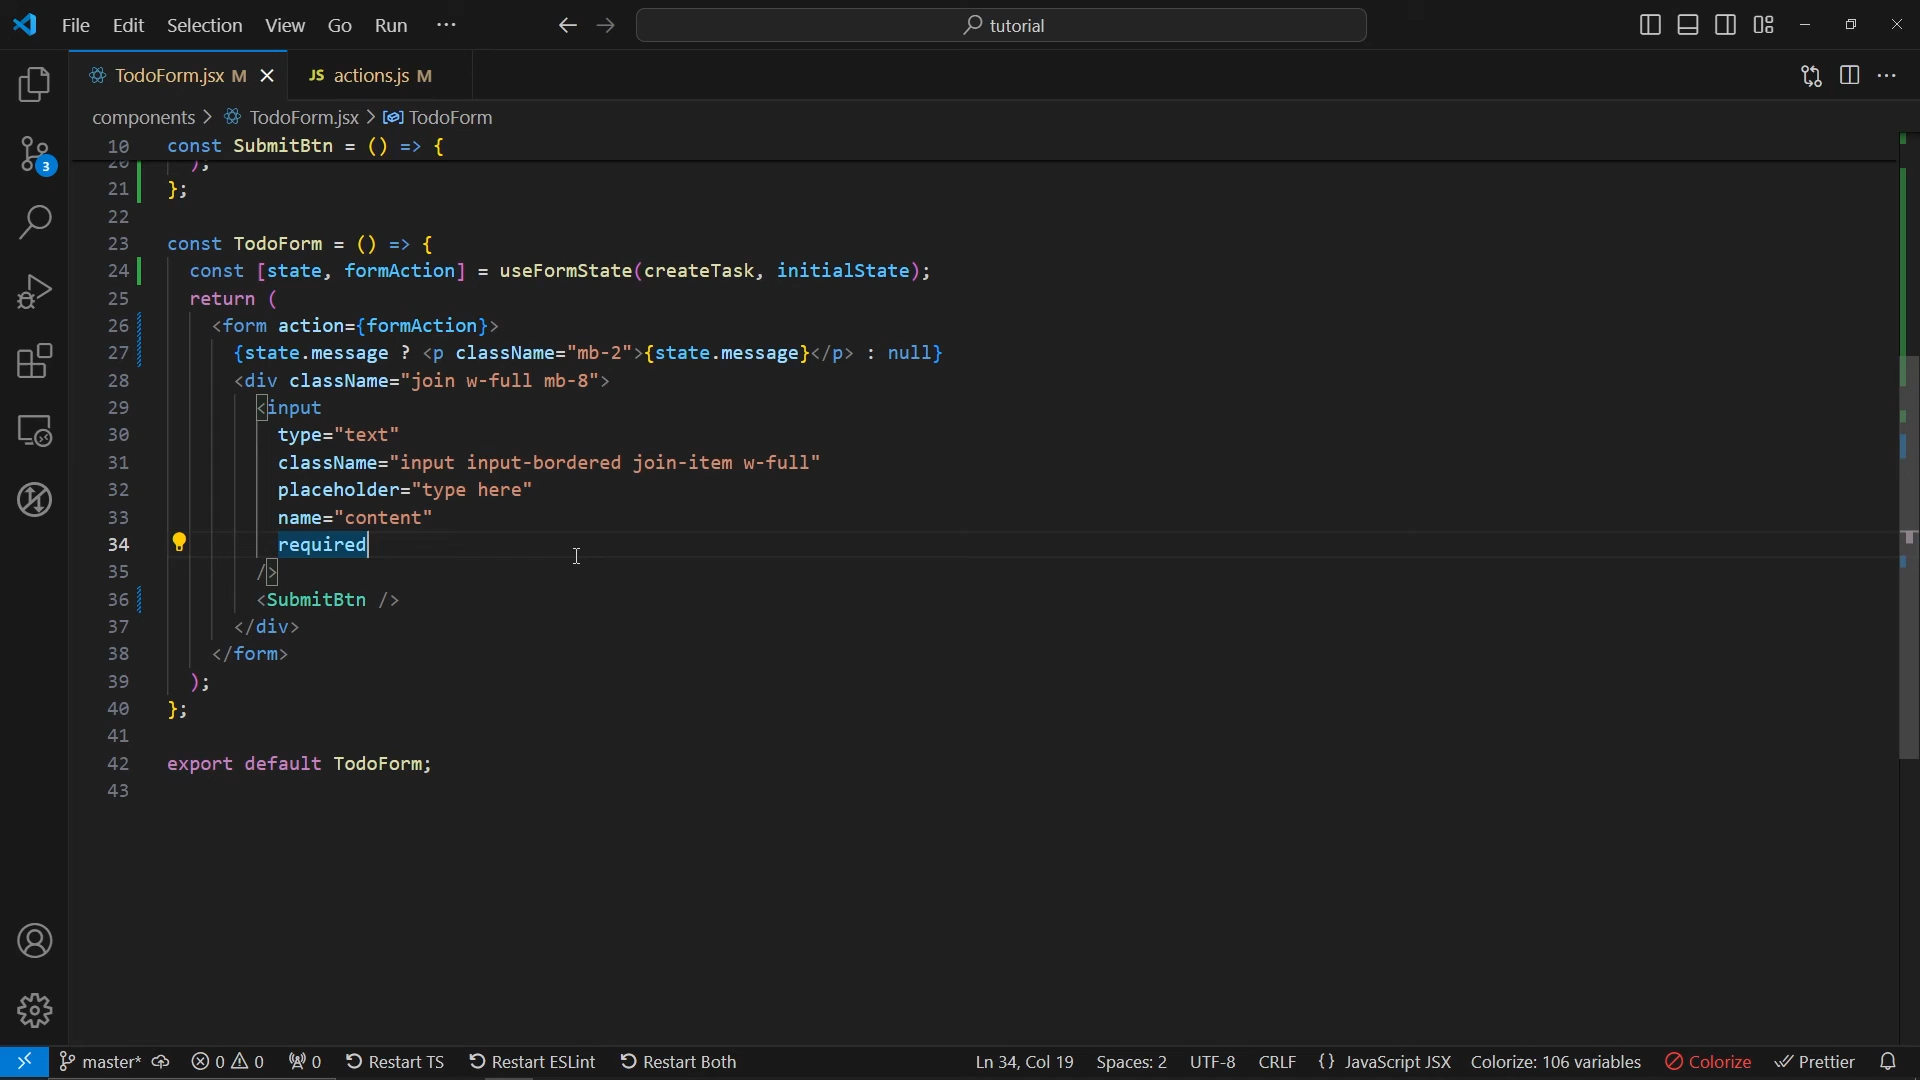 File Edit Selection View Go Run ··· tutorial
TodoForm.jsx M JS actions.js M
components > TodoForm.jsx > TodoForm
10 const SubmitBtn = () => {
20 );
21 };
22
23 const TodoForm = () => {
24 const [state, formAction] = useFormState(createTask, initialState);
25 return (
26 <form action={formAction}>
27 {state.message ? <p className="mb-2">{state.message}</p> : null}
28 <div className="join w-full mb-8">
29 <input
30 type="text"
31 className="input input-bordered join-item w-full"
32 placeholder="type here"
33 name="content"
34 required
35 />
36 <SubmitBtn />
37 </div>
38 </form>
39 );
40 };
41
42 export default TodoForm;
43
3
master* 0 0 0 Restart TS Restart ESLint Restart Both Ln 34, Col 19 Spaces: 2 UTF-8 CRLF {} JavaScript JSX Colorize: 106 variables Colorize Prettier